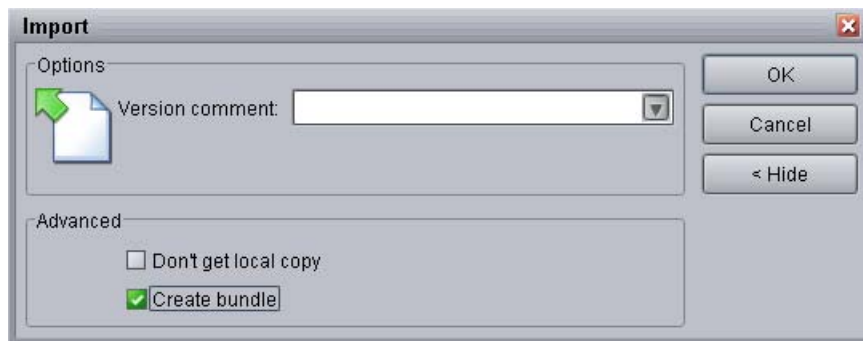 Import
Options
Version comment:
OK
Cancel
< Hide
Advanced
Don't get local copy
Create bundle